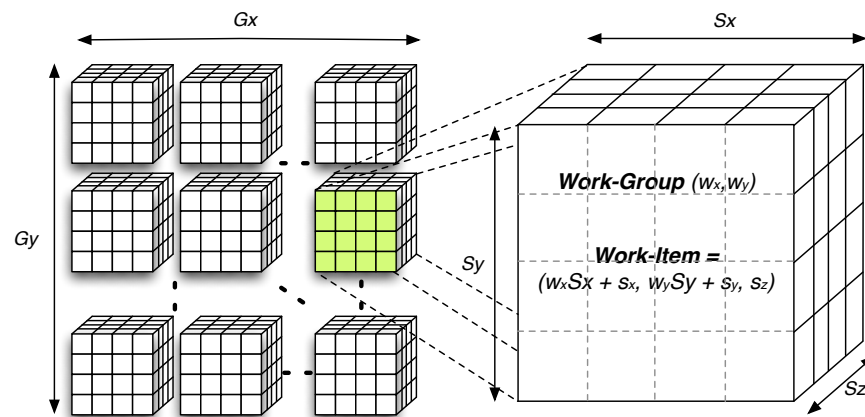 Gx
Sx
Gy
Work-Group (wx,wy)
Sy
Work-Item =
(wxSx + sx, wySy + sy, sz)
Sz